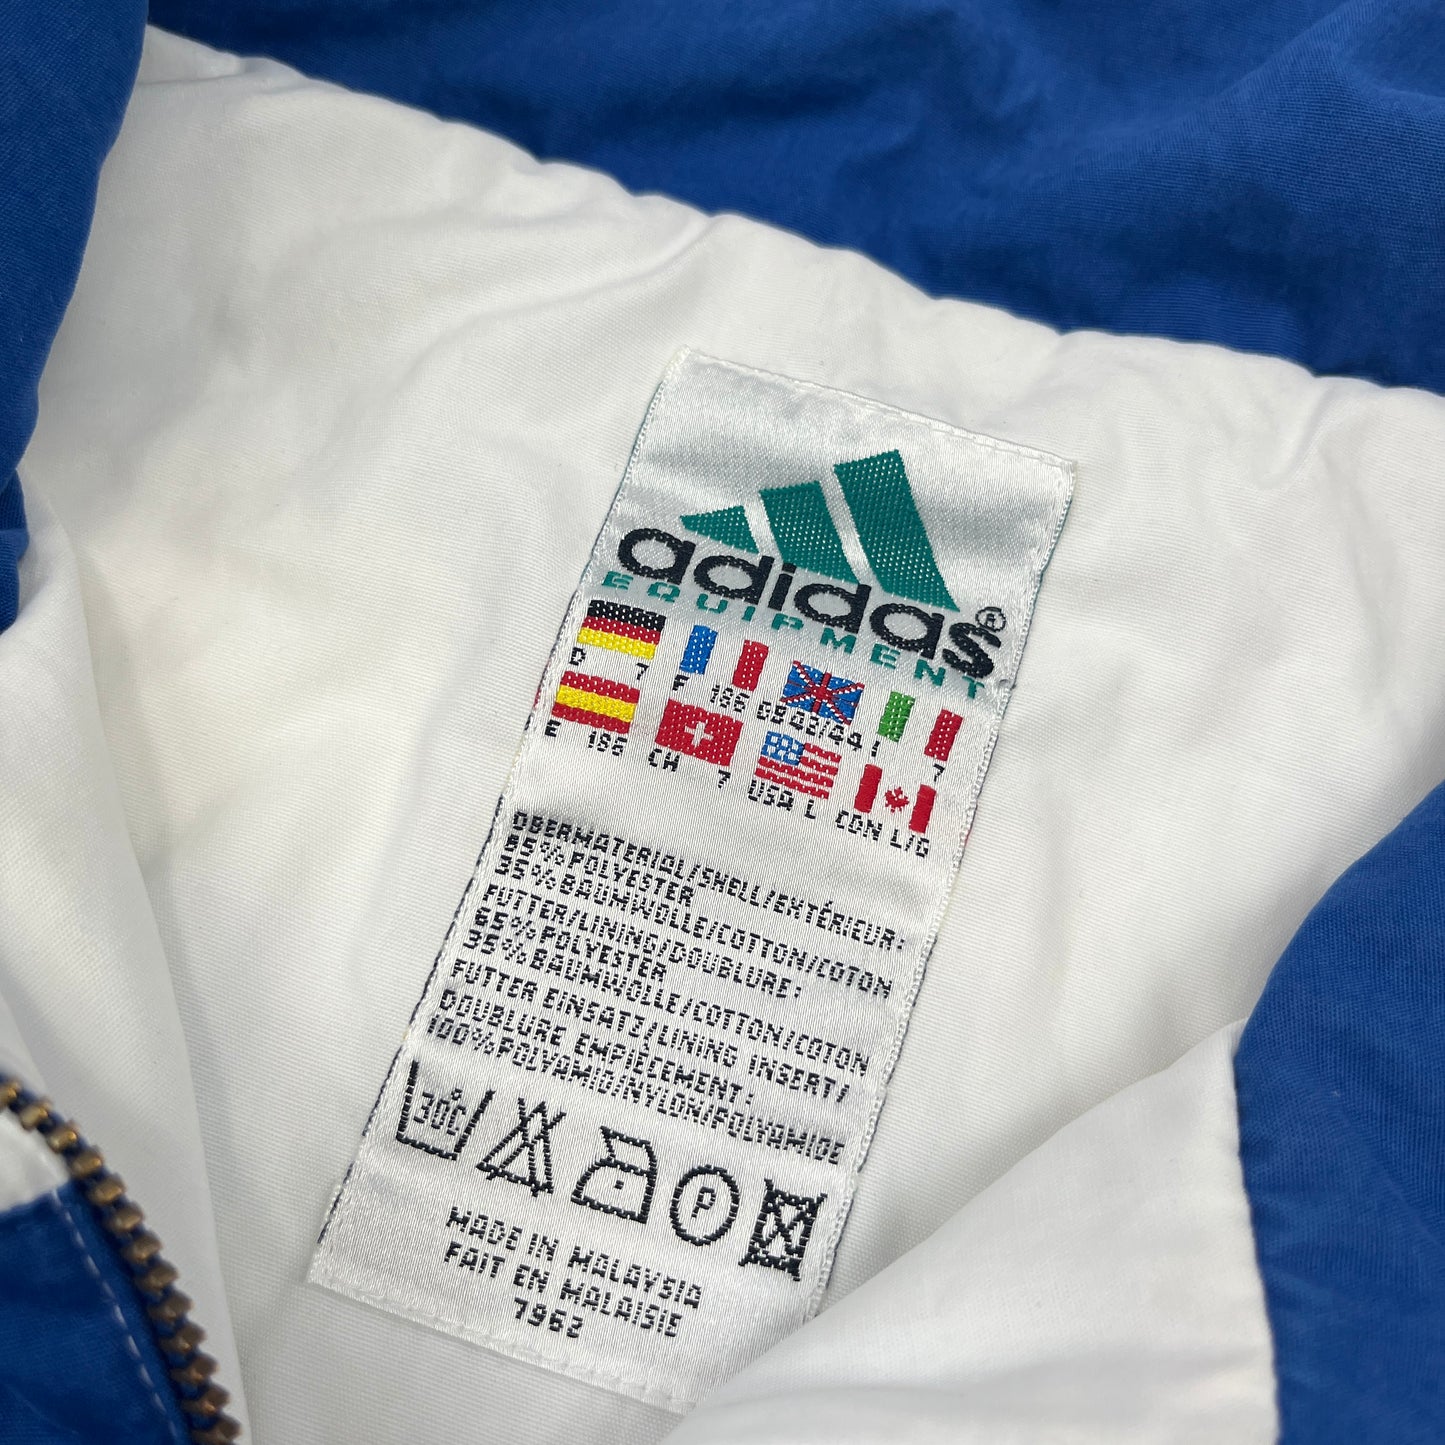 adidas®
EQUIPMENT
D 7 F 186 GB 42/44 I 7
E 186 CH 7 USA L CDN L/G
OBERMATERIAL/SHELL/EXTÉRIEUR:
65% POLYESTER
35% BAUMWOLLE/COTTON/COTON
FUTTER/LINING/DOUBLURE:
65% POLYESTER
35% BAUMWOLLE/COTTON/COTON
FUTTER EINSATZ/LINING INSERT/
DOUBLURE EMPIÈCEMENT:
100% POLYAMID/NYLON/POLYAMIDE
30°C P
MADE IN MALAYSIA
FAIT EN MALAISIE
7962